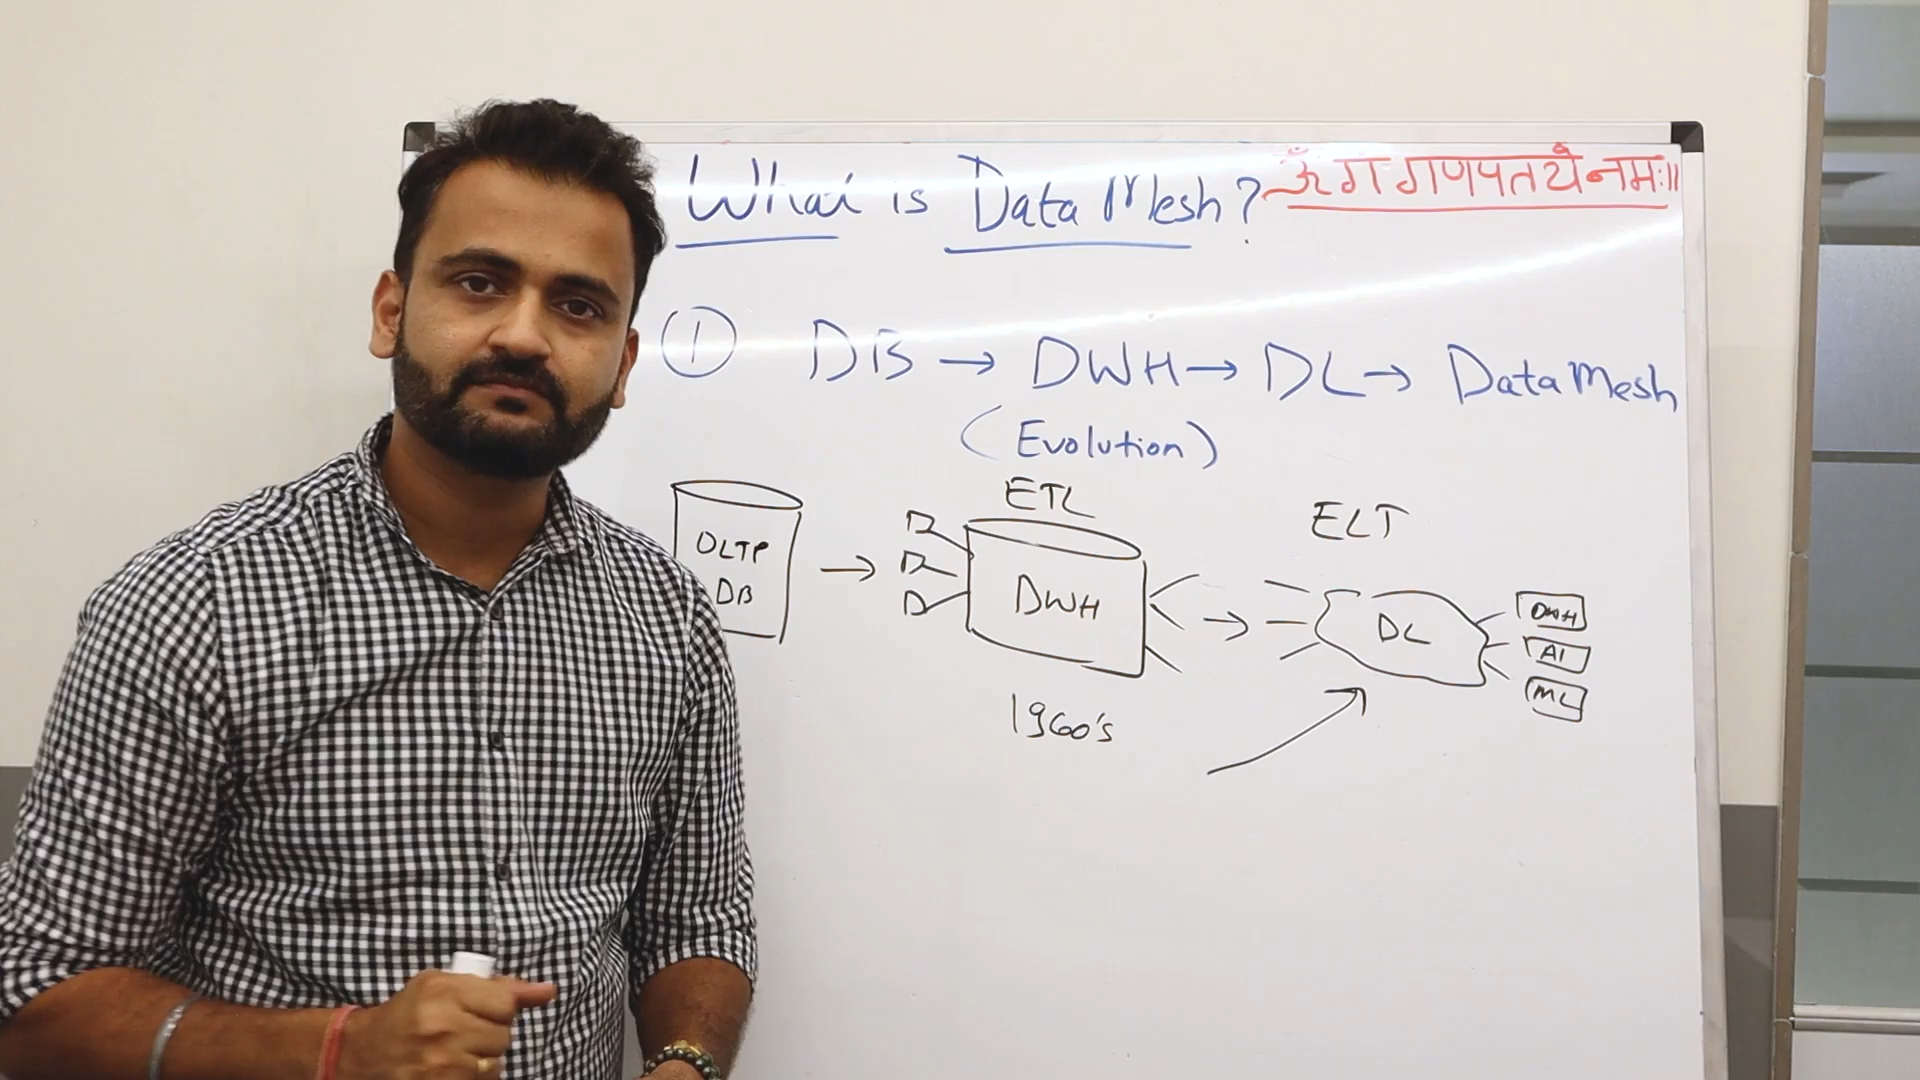 What is Data Mesh?
ॐ गं गणपतये नमः॥
① DB → DWH → DL → Data Mesh
(Evolution)
ETL
ELT
OLTP
DB
→
D
D
D
DWH
→
DL
DWH
AI
ML
1960's